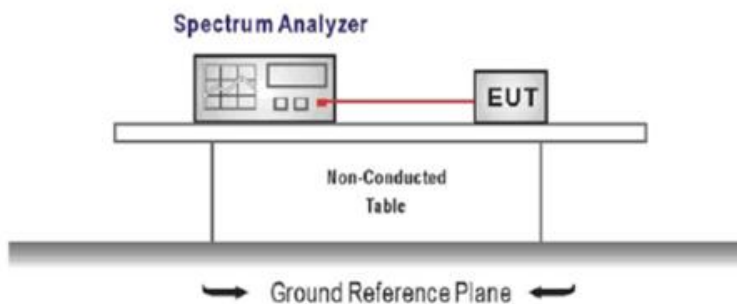 Spectrum Analyzer
EUT
Non-Conducted
Table
Ground Reference Plane